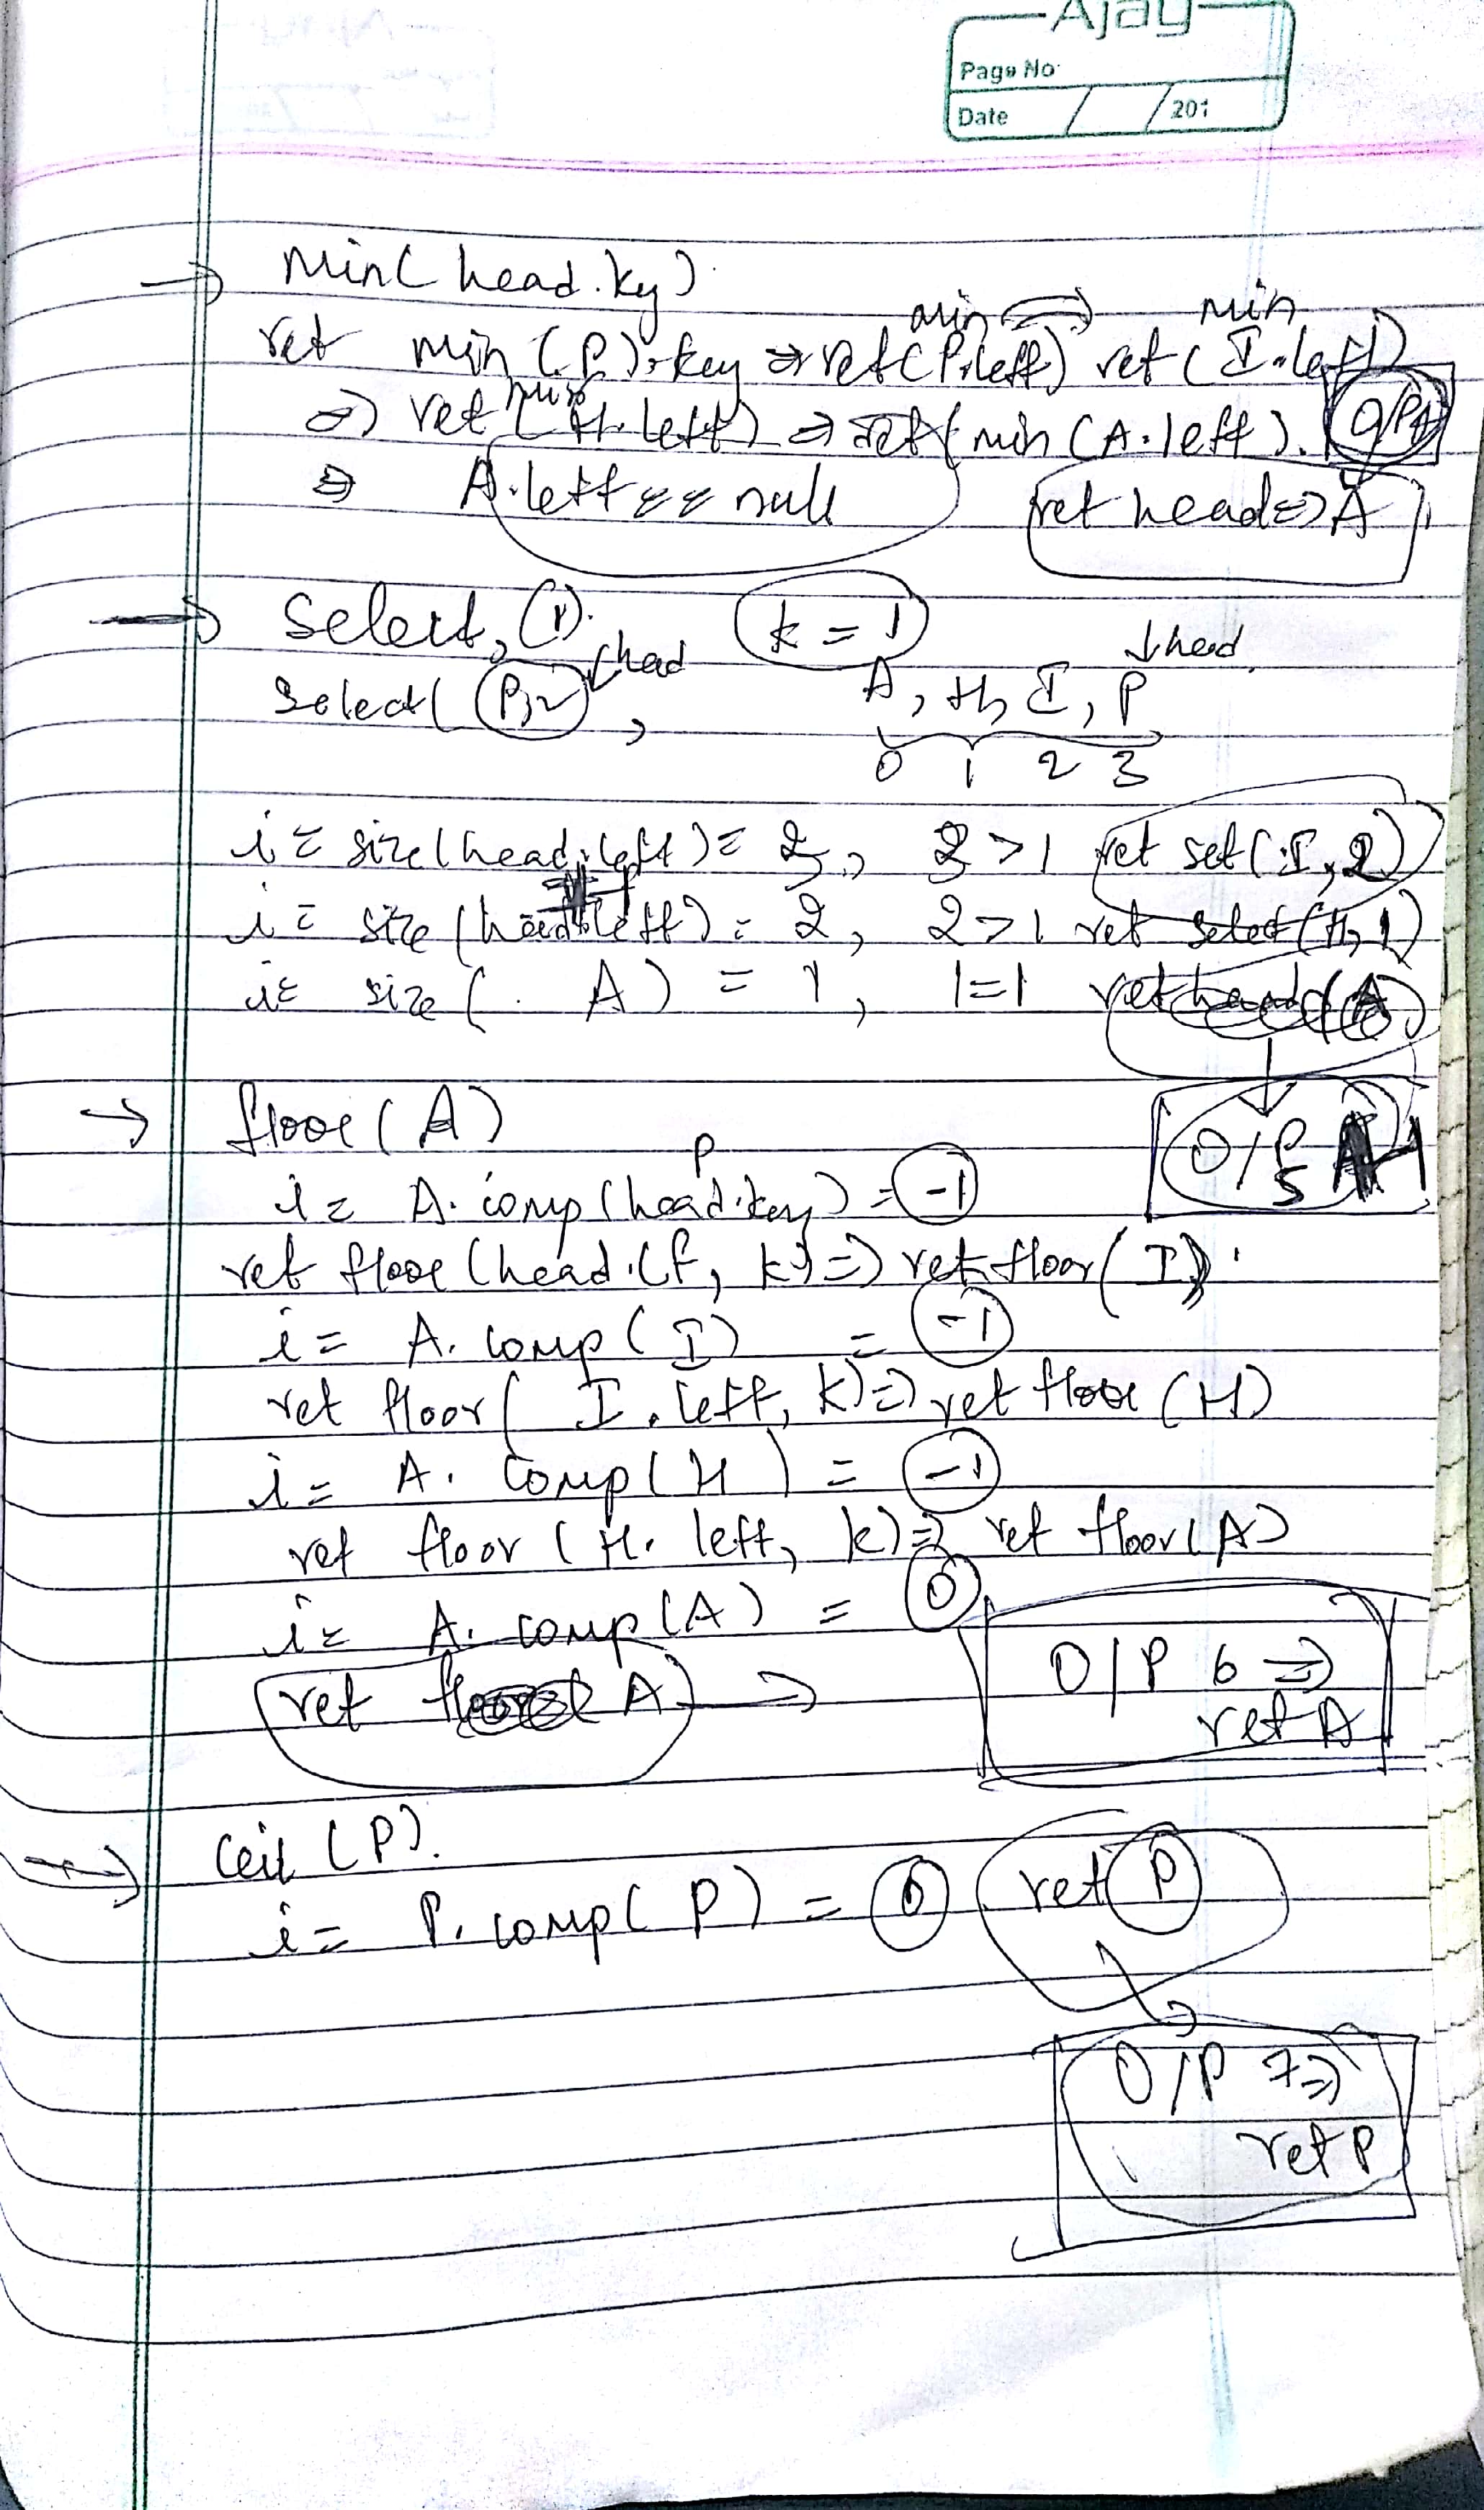 Ajay
Page No
Date / / 201
→ min(head.key)
ret min(P).key ⇒ ret min(P.left) ⇒ ret min(I.left)
⇒ ret min(H.left) ⇒ ret min(A.left). O/P4
⇒ A.left == null ret head ⇒ A
→ select, (1). k = 1
select(P,2) ↙head, A, H, I, P ↓head.
0 1 2 3
i = size(head.left) = 3, 3 > 1 ret sel(I,2)
i = size(head.left) = 2, 2 > 1 ret select(H,1)
i = size( A) = 1, 1=1 ret
→ floor(A) O/P 5
P
i = A.comp(head.key) = -1
ret floor(head.lf, k) ⇒ ret floor(I).
i = A.comp(I) = -1
ret floor(I.left, k) ⇒ ret floor(H)
i = A.comp(H) = -1
ret floor(H.left, k) ⇒ ret floor(A)
i = A.comp(A) = 0
ret A → O/P 6 ⇒
ret A
→ ceil(P).
i = P.comp(P) = 0 ret P
O/P 7 ⇒
ret P